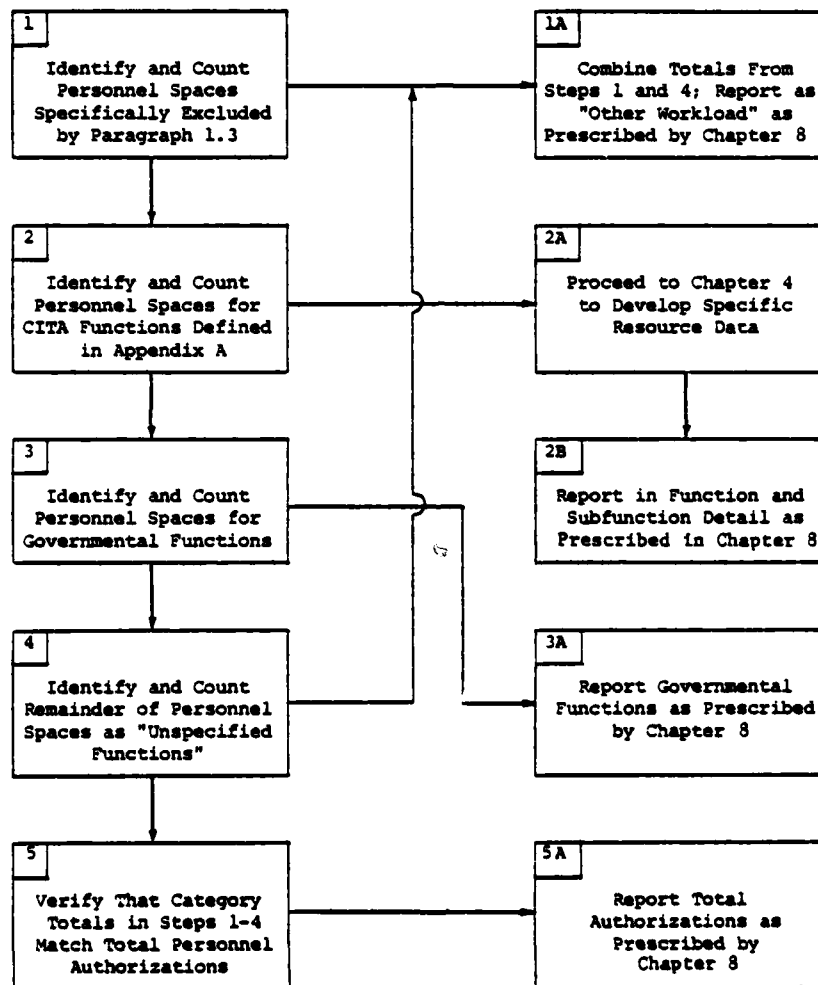 1
Identify and Count
Personnel Spaces
Specifically Excluded
by Paragraph 1.3
1A
Combine Totals From
Steps 1 and 4; Report as
"Other Workload" as
Prescribed by Chapter 8
2
Identify and Count
Personnel Spaces for
CITA Functions Defined
in Appendix A
2A
Proceed to Chapter 4
to Develop Specific
Resource Data
3
Identify and Count
Personnel Spaces for
Governmental Functions
2B
Report in Function and
Subfunction Detail as
Prescribed in Chapter 8
4
Identify and Count
Remainder of Personnel
Spaces as "Unspecified
Functions"
3A
Report Governmental
Functions as Prescribed
by Chapter 8
5
Verify That Category
Totals in Steps 1-4
Match Total Personnel
Authorizations
5A
Report Total
Authorizations as
Prescribed by
Chapter 8